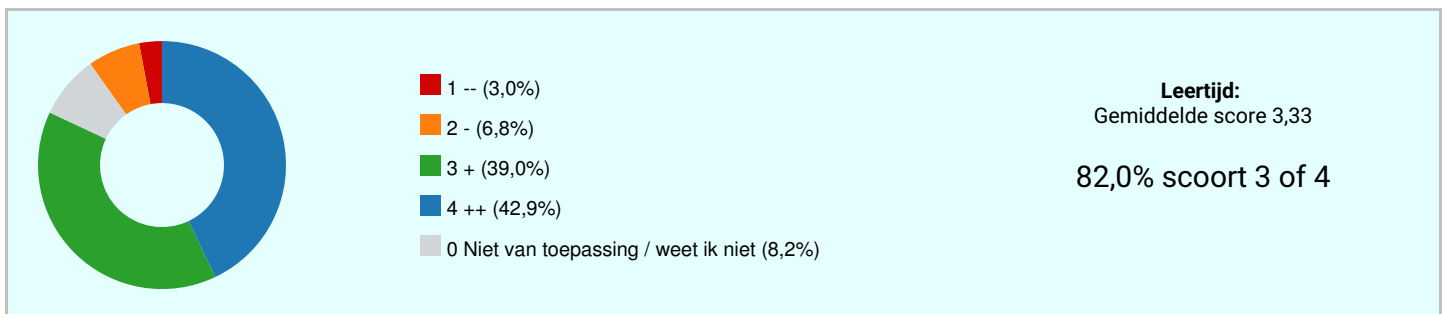 1 -- (3,0%)
2 - (6,8%)
3 + (39,0%)
4 ++ (42,9%)
0 Niet van toepassing / weet ik niet (8,2%)
Leertijd:
Gemiddelde score 3,33
82,0% scoort 3 of 4